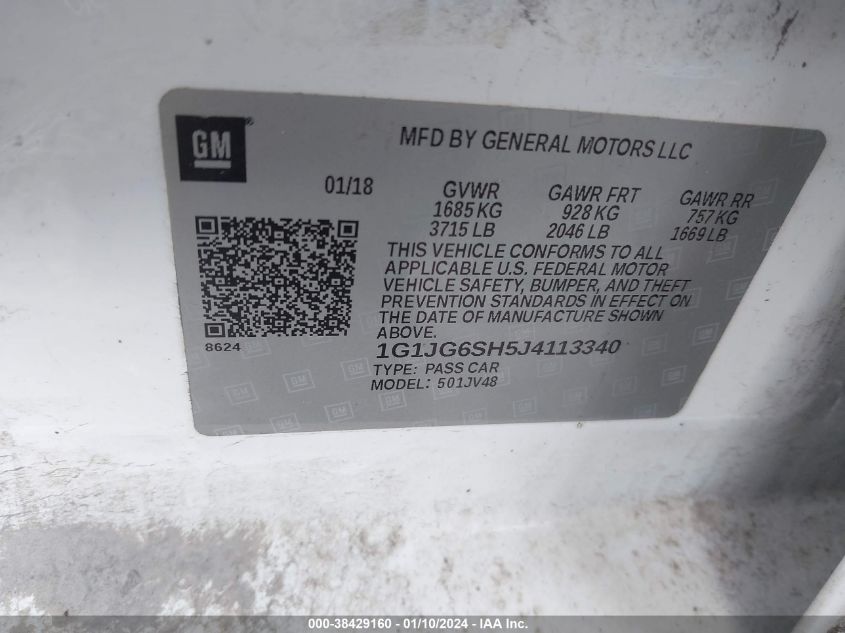 GM
MFD BY GENERAL MOTORS LLC
01/18
GVWR
1685 KG
3715 LB
GAWR FRT
928 KG
2046 LB
GAWR RR
757 KG
1669 LB
THIS VEHICLE CONFORMS TO ALL
APPLICABLE U.S. FEDERAL MOTOR
VEHICLE SAFETY, BUMPER, AND THEFT
PREVENTION STANDARDS IN EFFECT ON
THE DATE OF MANUFACTURE SHOWN
ABOVE.
8624
1G1JG6SH5J4113340
TYPE: PASS CAR
MODEL: 501JV48
000-38429160 - 01/10/2024 - IAA Inc.